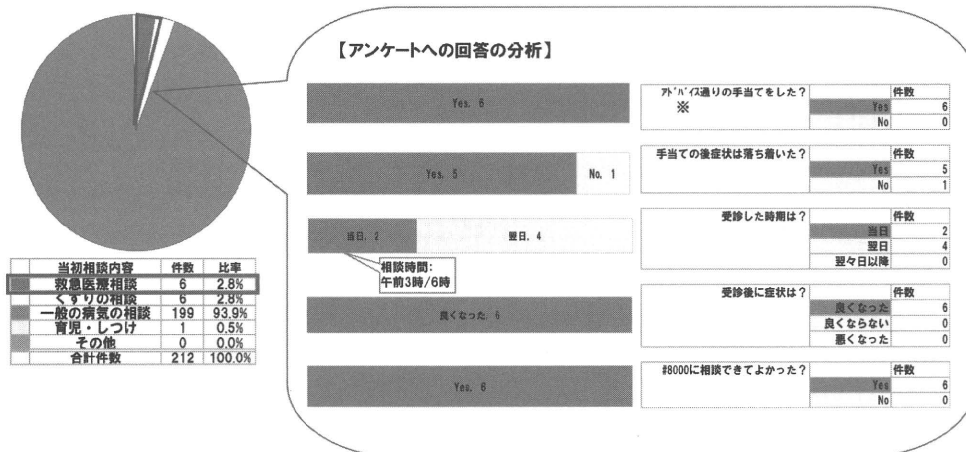 【アンケートへの回答の分析】
Yes, 6
アドバイス通りの手当てをした？ 件数
※ Yes 6
No 0
Yes, 5 No, 1
手当ての後症状は落ち着いた？ 件数
Yes 5
No 1
当日, 2 翌日, 4
相談時間：
午前3時/6時
受診した時期は？ 件数
当日 2
翌日 4
翌々日以降 0
良くなった, 6
受診後に症状は？ 件数
良くなった 6
良くならない 0
悪くなった 0
Yes, 6
#8000に相談できてよかった？ 件数
Yes 6
No 0
当初相談内容 件数 比率
救急医療相談 6 2.8%
くすりの相談 6 2.8%
一般の病気の相談 199 93.9%
育児・しつけ 1 0.5%
その他 0 0.0%
合計件数 212 100.0%